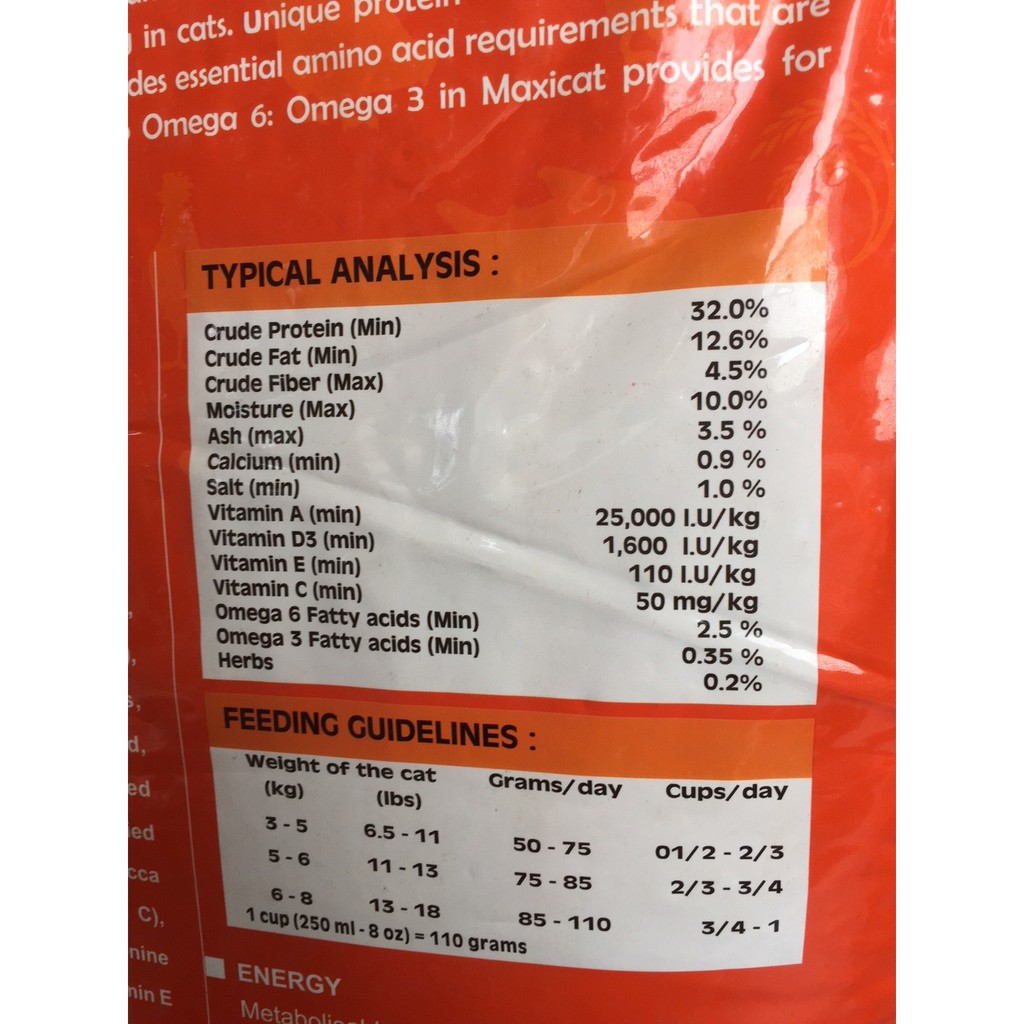 in cats. Unique
des essential amino acid requirements that are
Omega 6: Omega 3 in Maxicat provides for
TYPICAL ANALYSIS :
Crude Protein (Min) 32.0%
Crude Fat (Min) 12.6%
Crude Fiber (Max) 4.5%
Moisture (Max) 10.0%
Ash (max) 3.5 %
Calcium (min) 0.9 %
Salt (min) 1.0 %
Vitamin A (min) 25,000 I.U/kg
Vitamin D3 (min) 1,600 I.U/kg
Vitamin E (min) 110 I.U/kg
Vitamin C (min) 50 mg/kg
Omega 6 Fatty acids (Min) 2.5 %
Omega 3 Fatty acids (Min) 0.35 %
Herbs 0.2%
FEEDING GUIDELINES :
Weight of the cat Grams/day Cups/day
(kg) (lbs)
3 - 5 6.5 - 11 50 - 75 01/2 - 2/3
5 - 6 11 - 13 75 - 85 2/3 - 3/4
6 - 8 13 - 18 85 - 110 3/4 - 1
1 cup (250 ml - 8 oz) = 110 grams
d,
ed
ed
cca
C),
nine
min E
ENERGY